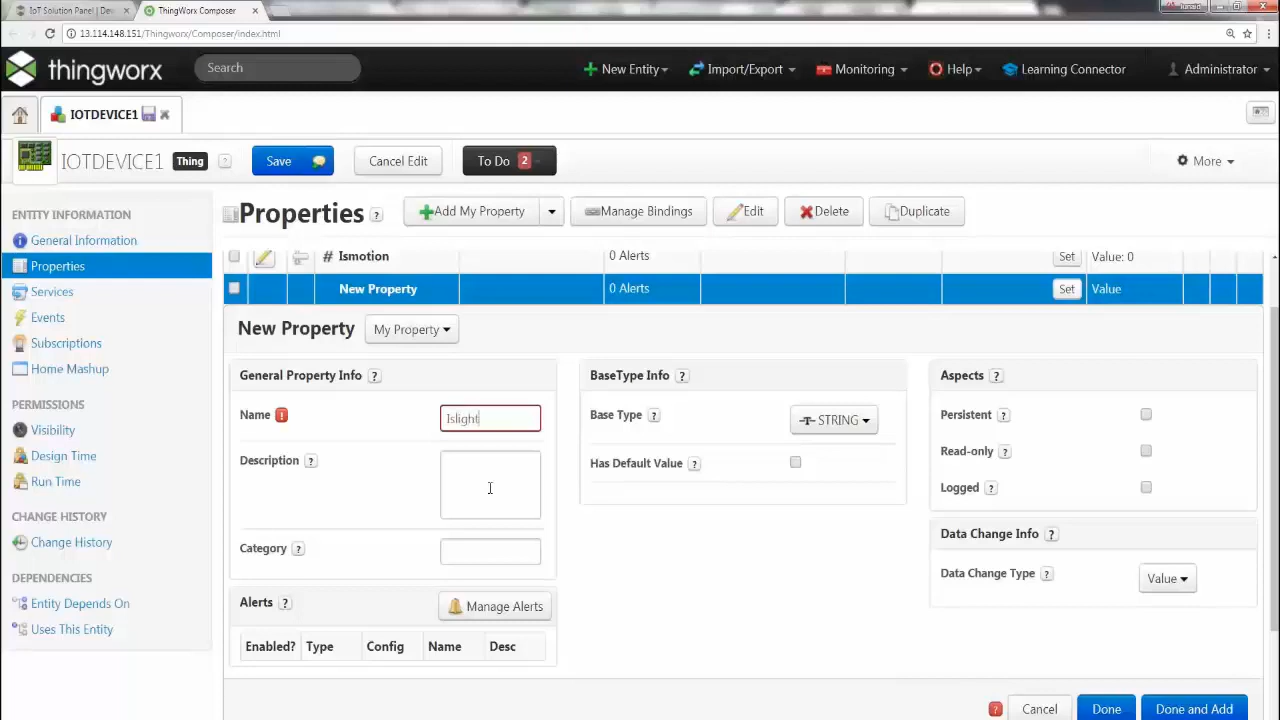 IoT Solution Panel | Dev
ThingWorx Composer
Junaid
13.114.148.151/Thingworx/Composer/index.html
thingworx
Search
New Entity
Import/Export
Monitoring
Help
Learning Connector
Administrator
IOTDEVICE1
IOTDEVICE1 Thing ? Save Cancel Edit To Do 2 More
ENTITY INFORMATION
General Information
Properties
Services
Events
Subscriptions
Home Mashup
PERMISSIONS
Visibility
Design Time
Run Time
CHANGE HISTORY
Change History
DEPENDENCIES
Entity Depends On
Uses This Entity
Properties ? Add My Property Manage Bindings Edit Delete Duplicate
# Ismotion 0 Alerts Set Value: 0
New Property 0 Alerts Set Value
New Property My Property
General Property Info ?
Name ! Islight
Description ?
Category ?
Alerts ? Manage Alerts
Enabled? Type Config Name Desc
BaseType Info ?
Base Type ? STRING
Has Default Value ?
Aspects ?
Persistent ?
Read-only ?
Logged ?
Data Change Info ?
Data Change Type ? Value
? Cancel Done Done and Add